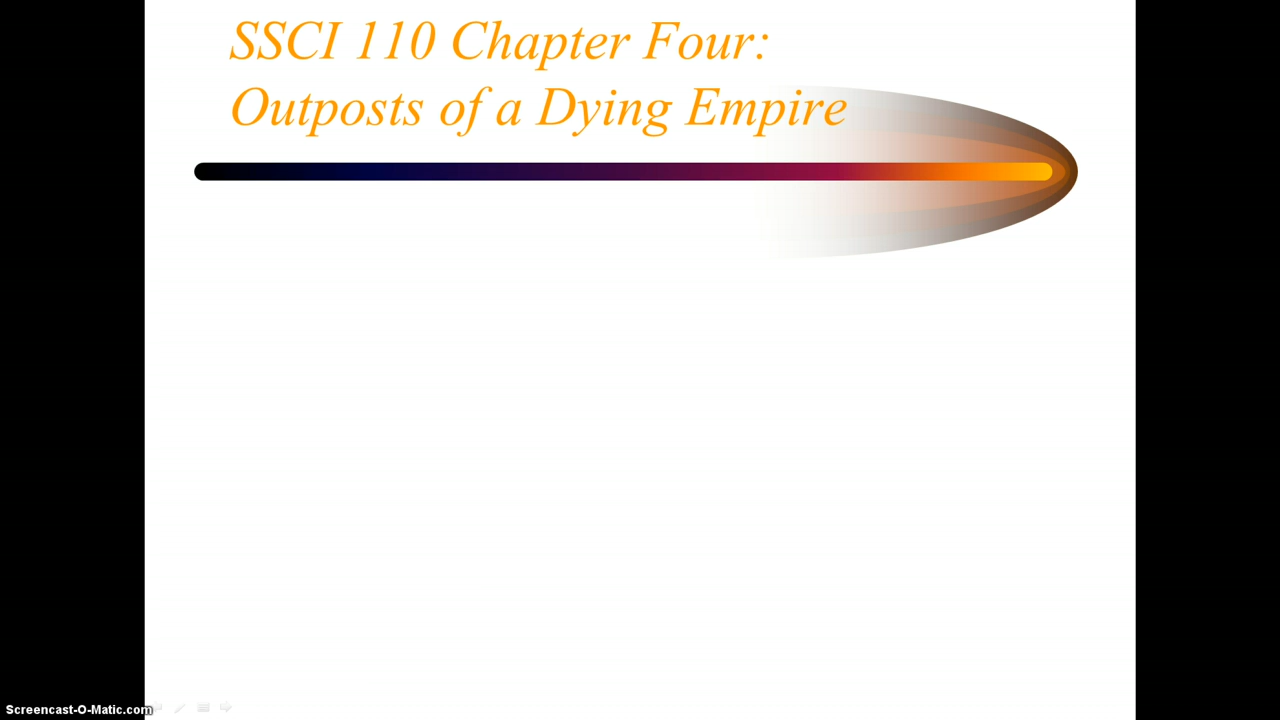 SSCI 110 Chapter Four:
Outposts of a Dying Empire
Screencast-O-Matic.com